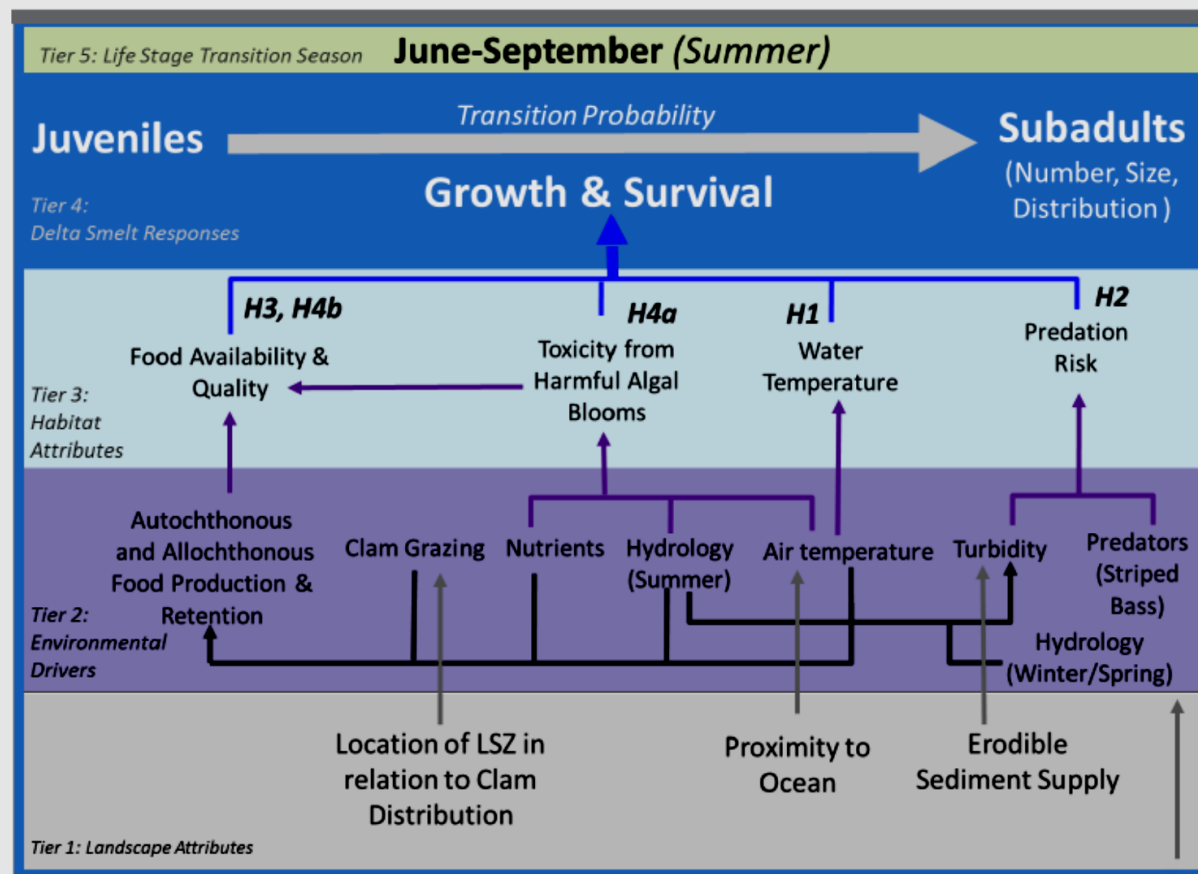 Tier 5: Life Stage Transition Season June-September (Summer)
Transition Probability
Juveniles
Subadults
(Number, Size,
Distribution )
Growth & Survival
Tier 4:
Delta Smelt Responses
H3, H4b
H4a
H1
H2
Food Availability &
Quality
Toxicity from
Harmful Algal
Blooms
Water
Temperature
Predation
Risk
Tier 3:
Habitat
Attributes
Autochthonous
and Allochthonous
Food Production &
Retention
Clam Grazing
Nutrients
Hydrology
(Summer)
Air temperature
Turbidity
Predators
(Striped
Bass)
Hydrology
(Winter/Spring)
Tier 2:
Environmental
Drivers
Location of LSZ in
relation to Clam
Distribution
Proximity to
Ocean
Erodible
Sediment Supply
Tier 1: Landscape Attributes